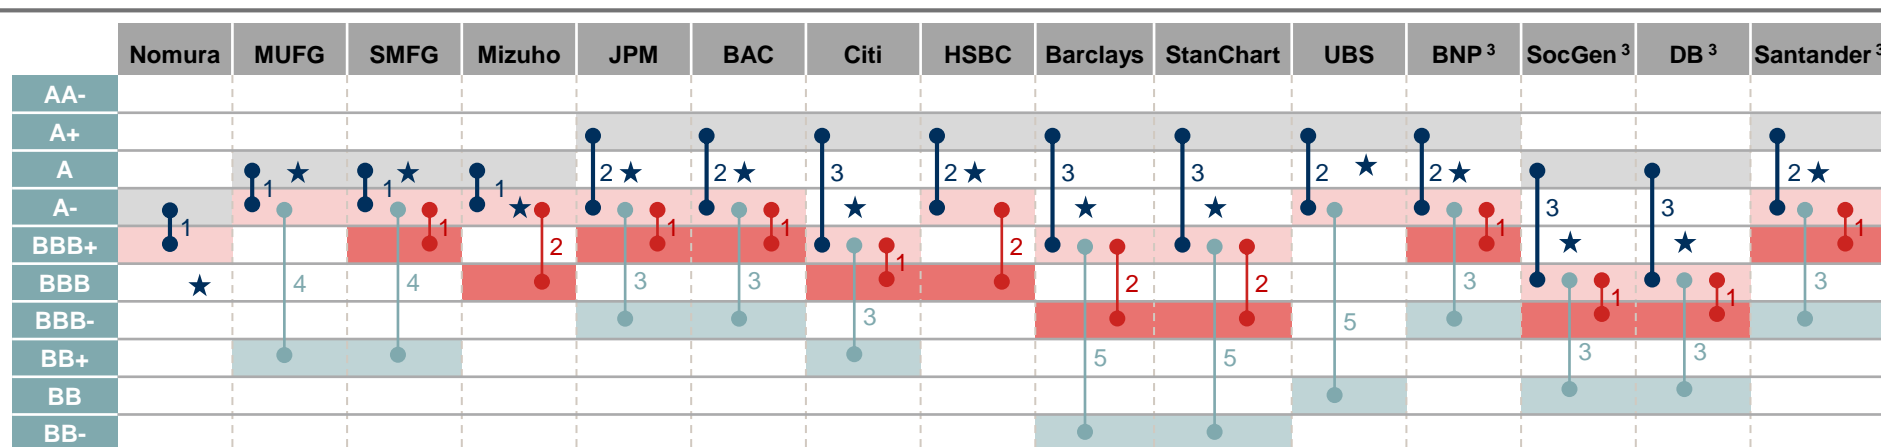 Nomura MUFG SMFG Mizuho JPM BAC Citi HSBC Barclays StanChart UBS BNP 3 SocGen 3 DB 3 Santander 3
AA-
A+
A 1 1 1 2 2 3 2 3 3 2 2 2
A- 1 1 1 1 1 3 3 1
BBB+ 2 1 2
BBB 4 4 3 3 2 2 3 1 1 3
BBB- 3 5
BB+ 5 5 3 3
BB
BB-